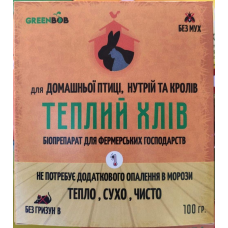 GREENBOB
БЕЗ МУХ
для ДОМАШНЬОЇ ПТИЦІ, НУТРІЙ ТА КРОЛІВ
ТЕПЛИЙ ХЛІВ
БІОПРЕПАРАТ ДЛЯ ФЕРМЕРСЬКИХ ГОСПОДАРСТВ
НЕ ПОТРЕБУЄ ДОДАТКОВОГО ОПАЛЕННЯ В МОРОЗИ
ТЕПЛО, СУХО, ЧИСТО
БЕЗ ГРИЗУН В
100 ГР.